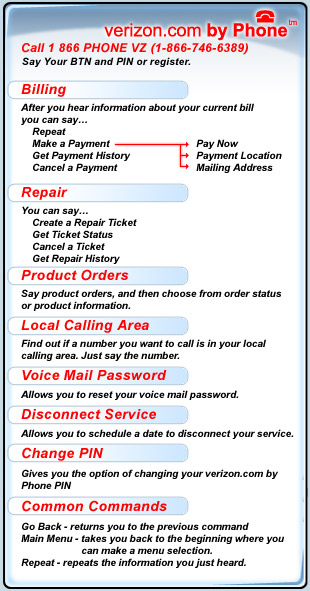 verizon.com by Phone tm
Call 1 866 PHONE VZ (1-866-746-6389)
Say Your BTN and PIN or register.
Billing
After you hear information about your current bill
you can say...
Repeat
Make a Payment Pay Now
Get Payment History Payment Location
Cancel a Payment Mailing Address
Repair
You can say...
Create a Repair Ticket
Get Ticket Status
Cancel a Ticket
Get Repair History
Product Orders
Say product orders, and then choose from order status
or product information.
Local Calling Area
Find out if a number you want to call is in your local
calling area. Just say the number.
Voice Mail Password
Allows you to reset your voice mail password.
Disconnect Service
Allows you to schedule a date to disconnect your service.
Change PIN
Gives you the option of changing your verizon.com by
Phone PIN
Common Commands
Go Back - returns you to the previous command
Main Menu - takes you back to the beginning where you
can make a menu selection.
Repeat - repeats the information you just heard.